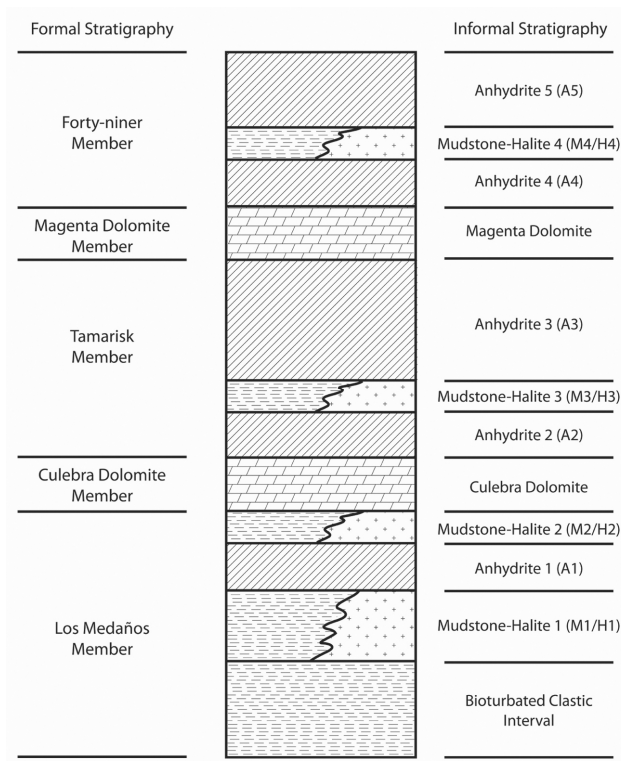 Formal Stratigraphy
Informal Stratigraphy
Forty-niner
Member
Anhydrite 5 (A5)
Mudstone-Halite 4 (M4/H4)
Anhydrite 4 (A4)
Magenta Dolomite
Member
Magenta Dolomite
Tamarisk
Member
Anhydrite 3 (A3)
Mudstone-Halite 3 (M3/H3)
Anhydrite 2 (A2)
Culebra Dolomite
Member
Culebra Dolomite
Los Medaños
Member
Mudstone-Halite 2 (M2/H2)
Anhydrite 1 (A1)
Mudstone-Halite 1 (M1/H1)
Bioturbated Clastic
Interval